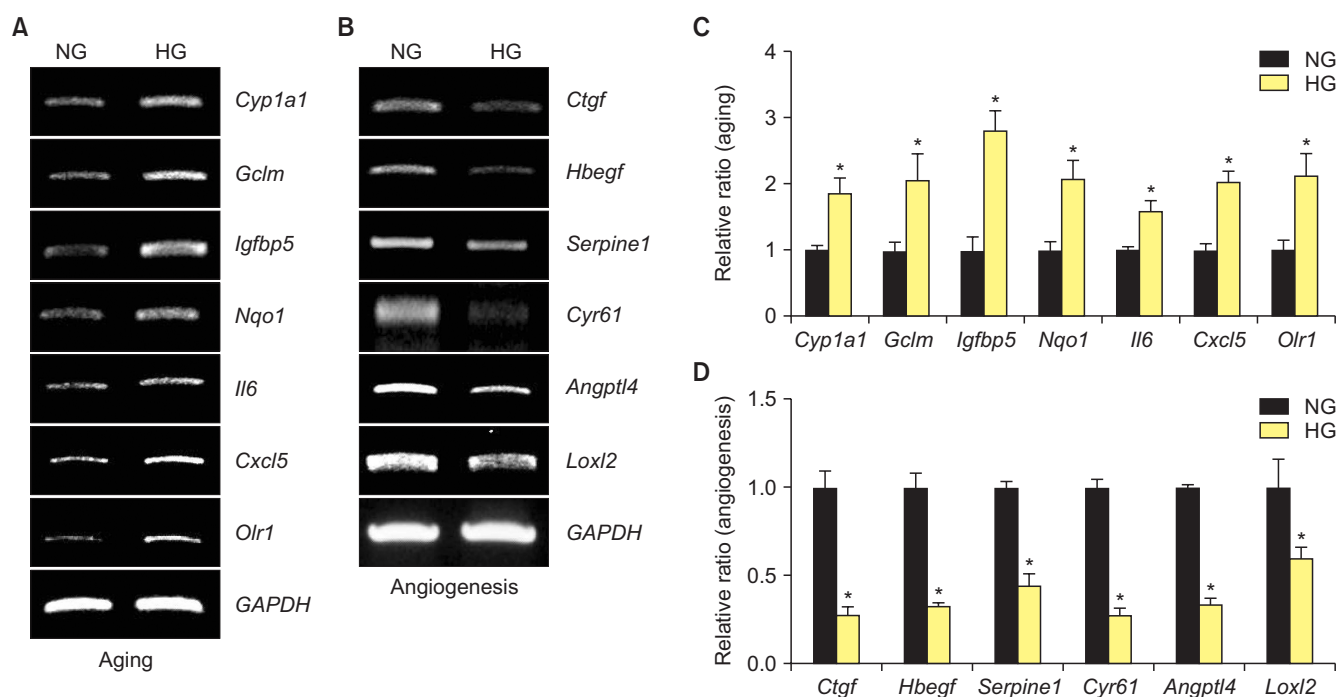 A
NG HG
Cyp1a1
Gclm
Igfbp5
Nqo1
Il6
Cxcl5
Olr1
GAPDH
Aging
B
NG HG
Ctgf
Hbegf
Serpine1
Cyr61
Angptl4
Loxl2
GAPDH
Angiogenesis
C
Relative ratio (aging)
4
3
2
1
0
NG
HG
* * * * * * *
Cyp1a1 Gclm Igfbp5 Nqo1 Il6 Cxcl5 Olr1
D
Relative ratio (angiogenesis)
1.5
1.0
0.5
0.0
NG
HG
* * * * * *
Ctgf Hbegf Serpine1 Cyr61 Angptl4 Loxl2